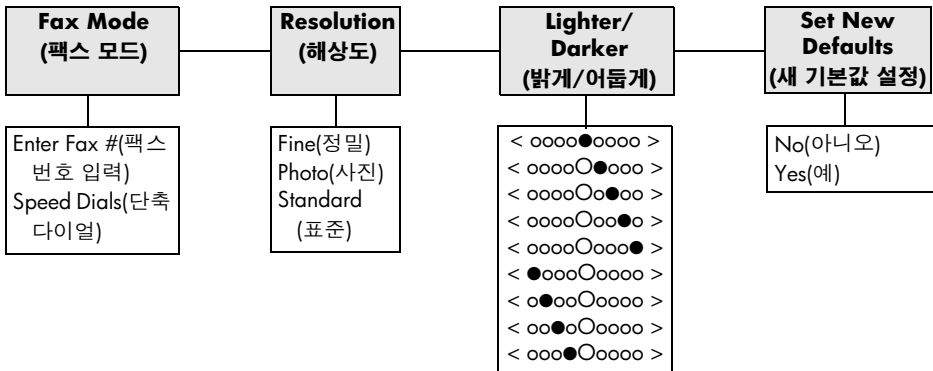 Fax Mode
(팩스 모드)
Enter Fax #(팩스
번호 입력)
Speed Dials(단축
다이얼)
Resolution
(해상도)
Fine(정밀)
Photo(사진)
Standard
(표준)
Lighter/
Darker
(밝게/어둡게)
< oooo●oooo >
< ooooO●ooo >
< ooooOo●oo >
< ooooOoo●o >
< ooooOooo● >
< ●oooOoooo >
< o●ooOoooo >
< oo●oOoooo >
< ooo●Ooooo >
Set New
Defaults
(새 기본값 설정)
No(아니오)
Yes(예)